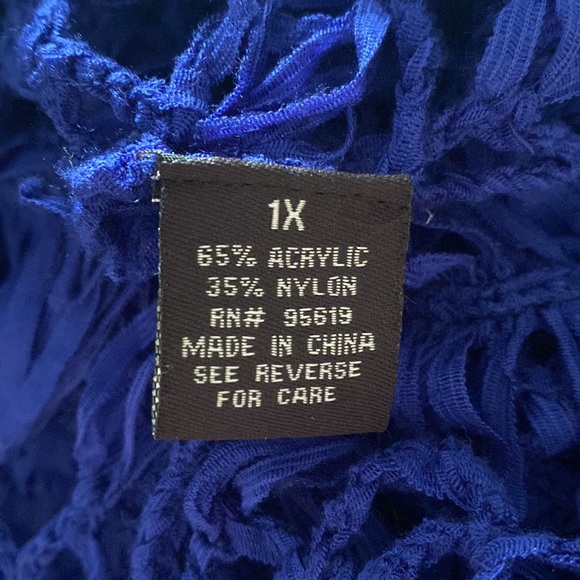 1X
65% ACRYLIC
35% NYLON
RN# 95619
MADE IN CHINA
SEE REVERSE
FOR CARE